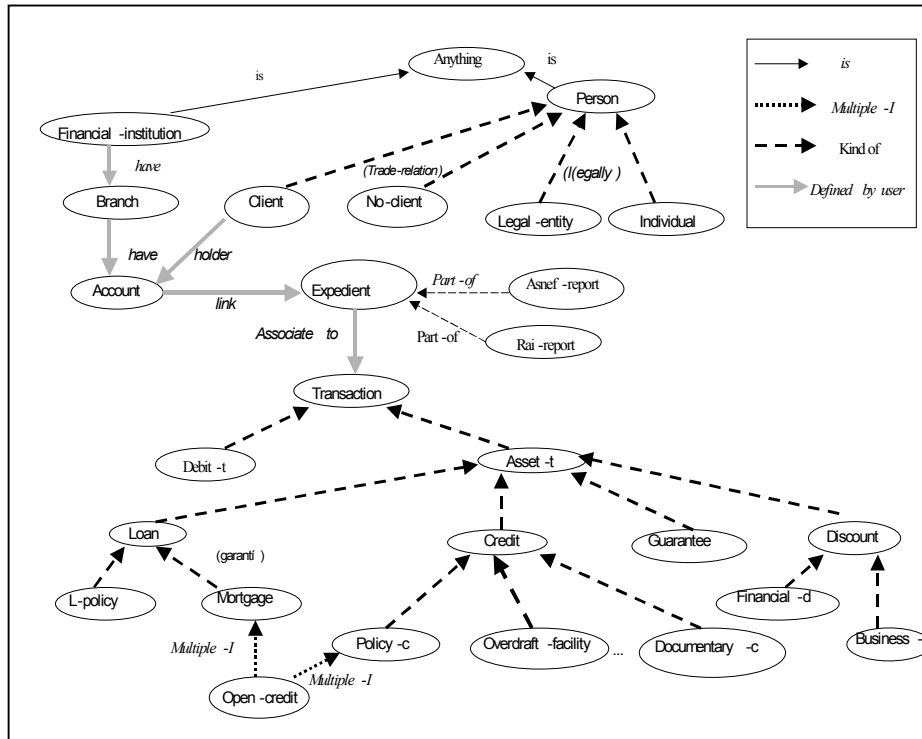 Anything
is
is
is
Person
Multiple -I
Financial -institution
Kind of
have
(Trade-relation)
(l(egally )
Defined by user
Branch
Client
No-client
Legal -entity
Individual
have
holder
Account
link
Expedient
Part -of
Asnef -report
Associate to
Part-of
Rai -report
Transaction
Debit -t
Asset -t
Loan
(garantí )
Credit
Guarantee
Discount
L-policy
Mortgage
Financial -d
Multiple -I
Policy -c
Overdraft -facility
...
Documentary -c
Business -
Multiple -I
Open -credit